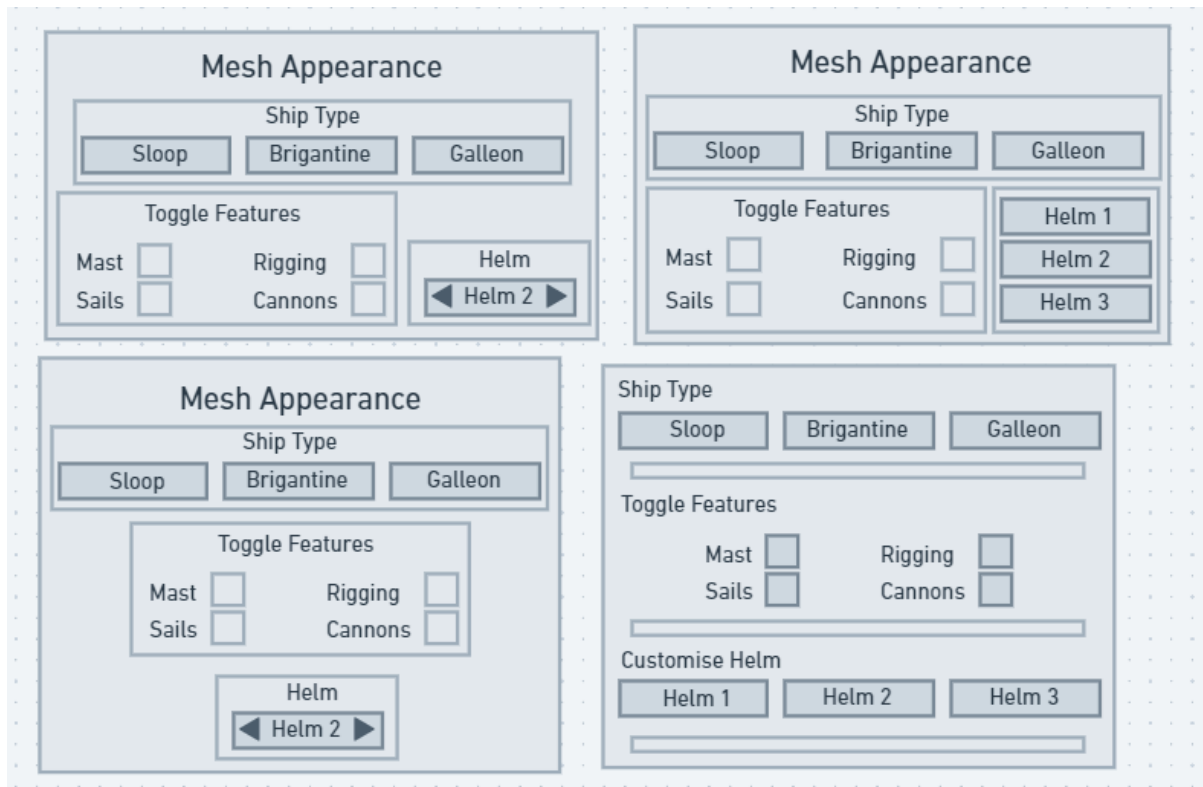 Mesh Appearance
Ship Type
Sloop Brigantine Galleon
Toggle Features
Mast Rigging
Sails Cannons
Helm
Helm 2
Mesh Appearance
Ship Type
Sloop Brigantine Galleon
Toggle Features
Mast Rigging
Sails Cannons
Helm 1
Helm 2
Helm 3
Mesh Appearance
Ship Type
Sloop Brigantine Galleon
Toggle Features
Mast Rigging
Sails Cannons
Helm
Helm 2
Ship Type
Sloop Brigantine Galleon
Toggle Features
Mast Rigging
Sails Cannons
Customise Helm
Helm 1 Helm 2 Helm 3